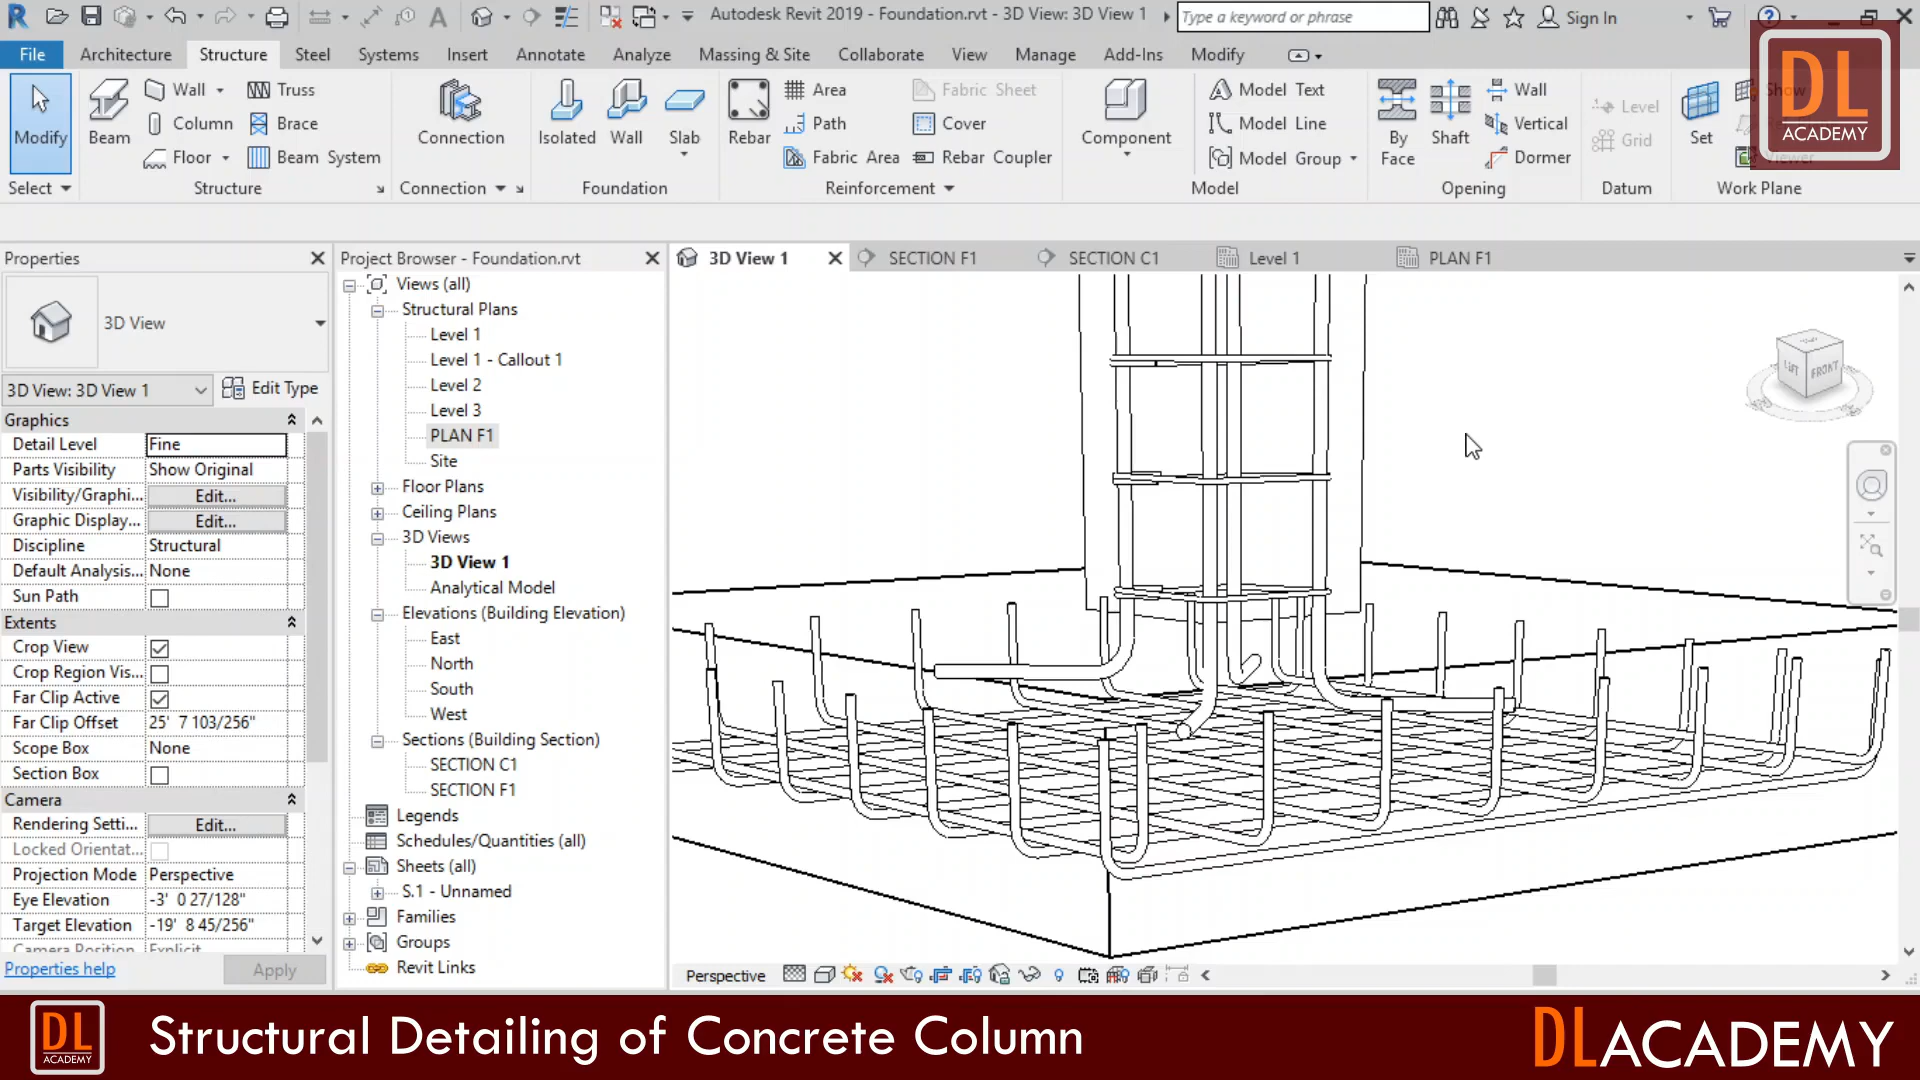 Autodesk Revit 2019 - Foundation.rvt - 3D View: 3D View 1
Type a keyword or phrase
Sign In
File Architecture Structure Steel Systems Insert Annotate Analyze Massing & Site Collaborate View Manage Add-Ins Modify
Modify
Beam
Wall
Column
Floor
Truss
Brace
Beam System
Connection
Isolated
Wall
Slab
Rebar
Area
Path
Fabric Area
Fabric Sheet
Cover
Rebar Coupler
Component
Model Text
Model Line
Model Group
By Face
Shaft
Wall
Vertical
Dormer
Level
Grid
Set
Show
Viewer
DL
ACADEMY
Select
Structure
Connection
Foundation
Reinforcement
Model
Opening
Datum
Work Plane
Properties
3D View
3D View: 3D View 1
Edit Type
Graphics
Detail Level Fine
Parts Visibility Show Original
Visibility/Graphi... Edit...
Graphic Display... Edit...
Discipline Structural
Default Analysis... None
Sun Path
Extents
Crop View
Crop Region Vis...
Far Clip Active
Far Clip Offset 25' 7 103/256"
Scope Box None
Section Box
Camera
Rendering Setti... Edit...
Locked Orientat...
Projection Mode Perspective
Eye Elevation -3' 0 27/128"
Target Elevation -19' 8 45/256"
Camera Position Explicit
Properties help
Apply
Project Browser - Foundation.rvt
Views (all)
Structural Plans
Level 1
Level 1 - Callout 1
Level 2
Level 3
PLAN F1
Site
Floor Plans
Ceiling Plans
3D Views
3D View 1
Analytical Model
Elevations (Building Elevation)
East
North
South
West
Sections (Building Section)
SECTION C1
SECTION F1
Legends
Schedules/Quantities (all)
Sheets (all)
S.1 - Unnamed
Families
Groups
Revit Links
3D View 1
SECTION F1
SECTION C1
Level 1
PLAN F1
LEFT
FRONT
Perspective
DL
ACADEMY
Structural Detailing of Concrete Column
DLACADEMY